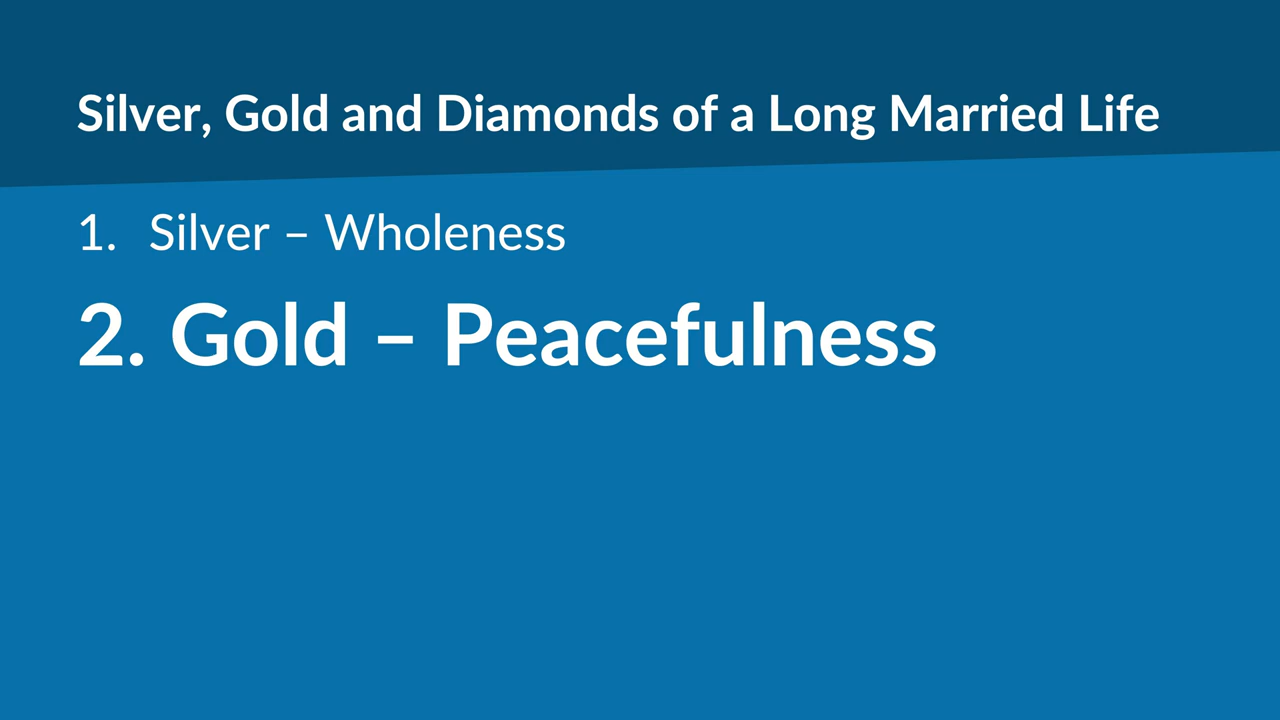 Silver, Gold and Diamonds of a Long Married Life
1. Silver – Wholeness
2. Gold – Peacefulness